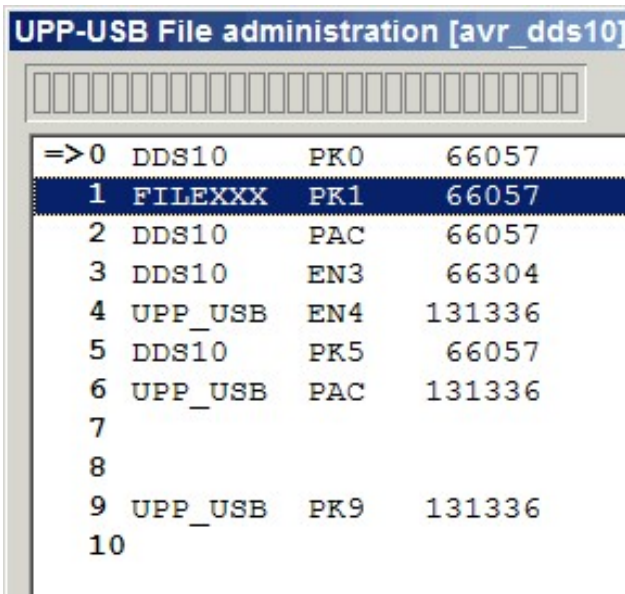 UPP-USB File administration [avr_dds10]
=>0 DDS10 PK0 66057
1 FILEXXX PK1 66057
2 DDS10 PAC 66057
3 DDS10 EN3 66304
4 UPP_USB EN4 131336
5 DDS10 PK5 66057
6 UPP_USB PAC 131336
7
8
9 UPP_USB PK9 131336
10